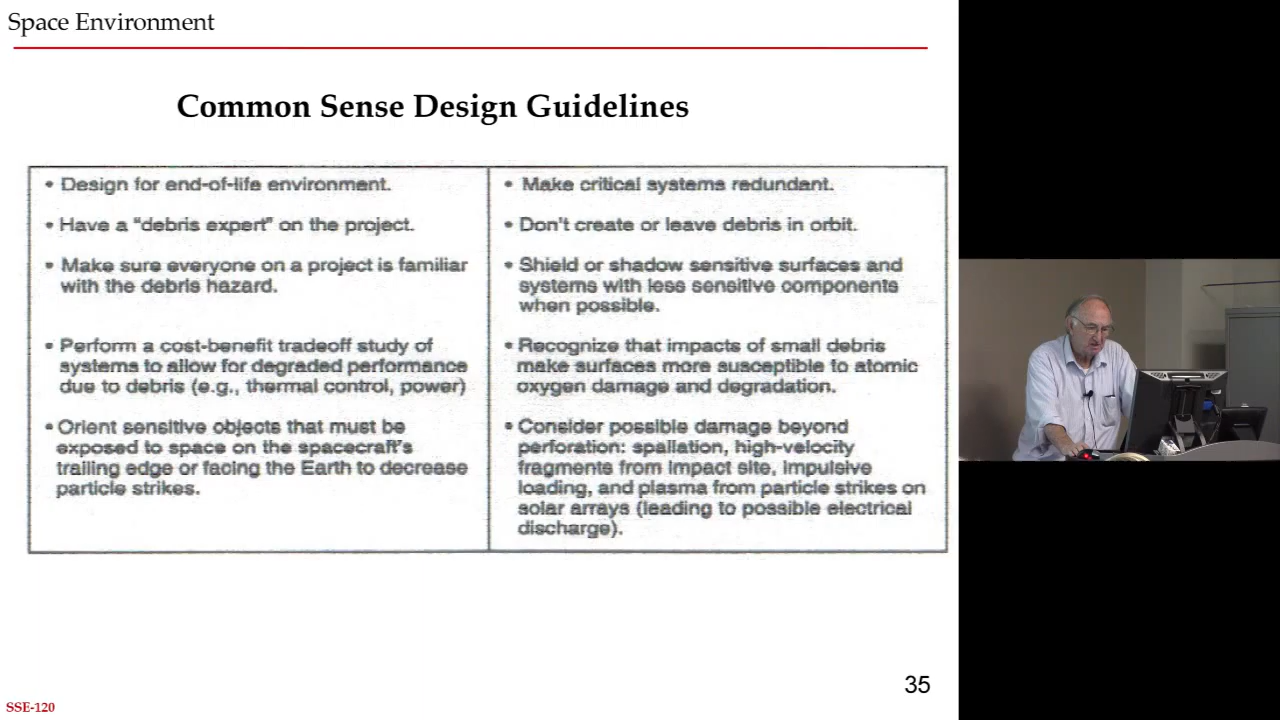 Space Environment
Common Sense Design Guidelines
• Design for end-of-life environment.
• Have a "debris expert" on the project.
• Make sure everyone on a project is familiar
with the debris hazard.
• Perform a cost-benefit tradeoff study of
systems to allow for degraded performance
due to debris (e.g., thermal control, power)
• Orient sensitive objects that must be
exposed to space on the spacecraft's
trailing edge or facing the Earth to decrease
particle strikes.
• Make critical systems redundant.
• Don't create or leave debris in orbit.
• Shield or shadow sensitive surfaces and
systems with less sensitive components
when possible.
• Recognize that impacts of small debris
make surfaces more susceptible to atomic
oxygen damage and degradation.
• Consider possible damage beyond
perforation: spallation, high-velocity
fragments from impact site, impulsive
loading, and plasma from particle strikes on
solar arrays (leading to possible electrical
discharge).
35
SSE-120